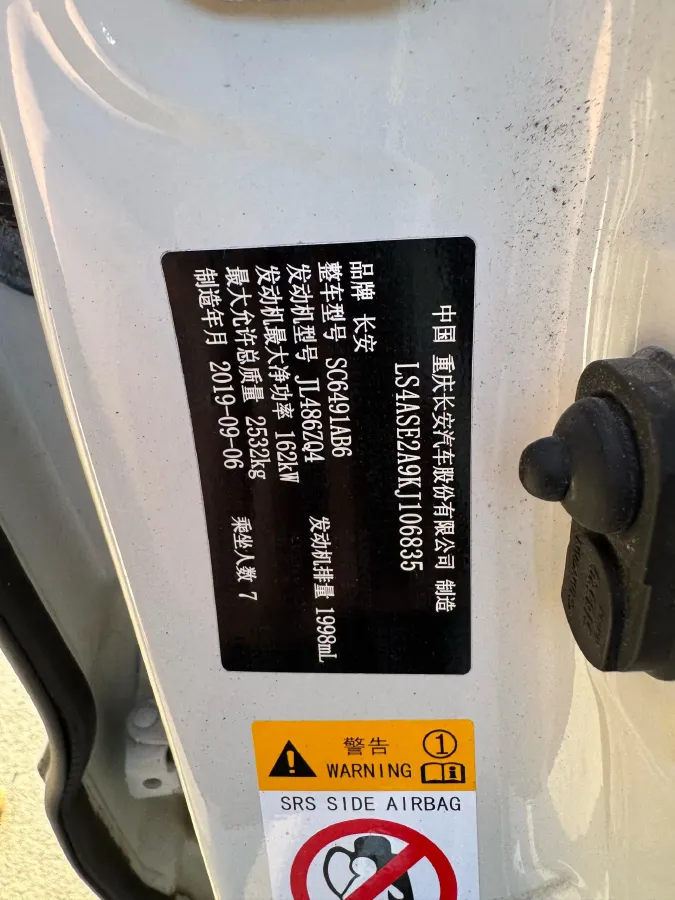 中国 重庆长安汽车股份有限公司 制造
LS4ASE2A9KJ106835
品牌 长安
整车型号 SC6491AB6
发动机型号 JL486ZQ4 发动机排量 1998mL
发动机最大净功率 162kW
最大允许总质量 2532kg 乘坐人数 7
制造年月 2019-09-06
警告 1
WARNING
SRS SIDE AIRBAG